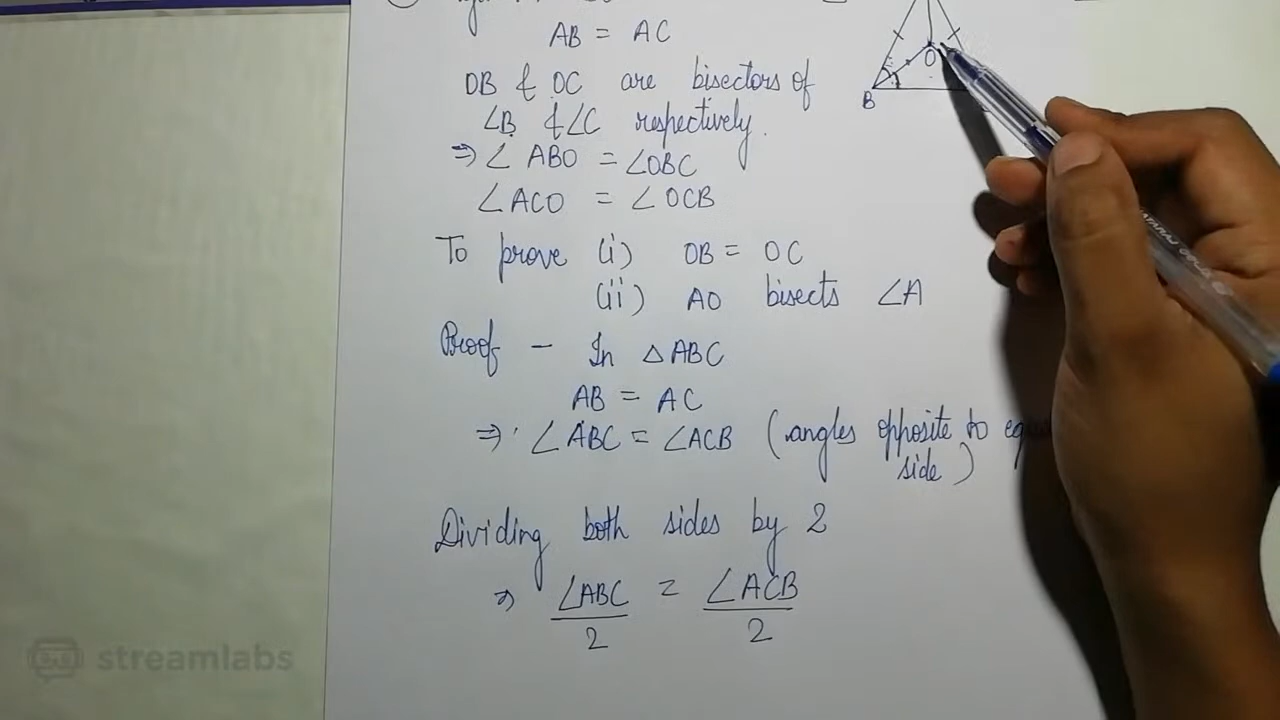 AB = AC
OB & OC are bisectors of
∠B & ∠C respectively.
⇒ ∠ABO = ∠OBC
∠ACO = ∠OCB
To prove (i) OB = OC
(ii) AO bisects ∠A
Proof - In △ABC
AB = AC
⇒ ∠ABC = ∠ACB (angles opposite to
side)
Dividing both sides by 2
⇒ ∠ABC/2 = ∠ACB/2
O
B
streamlabs